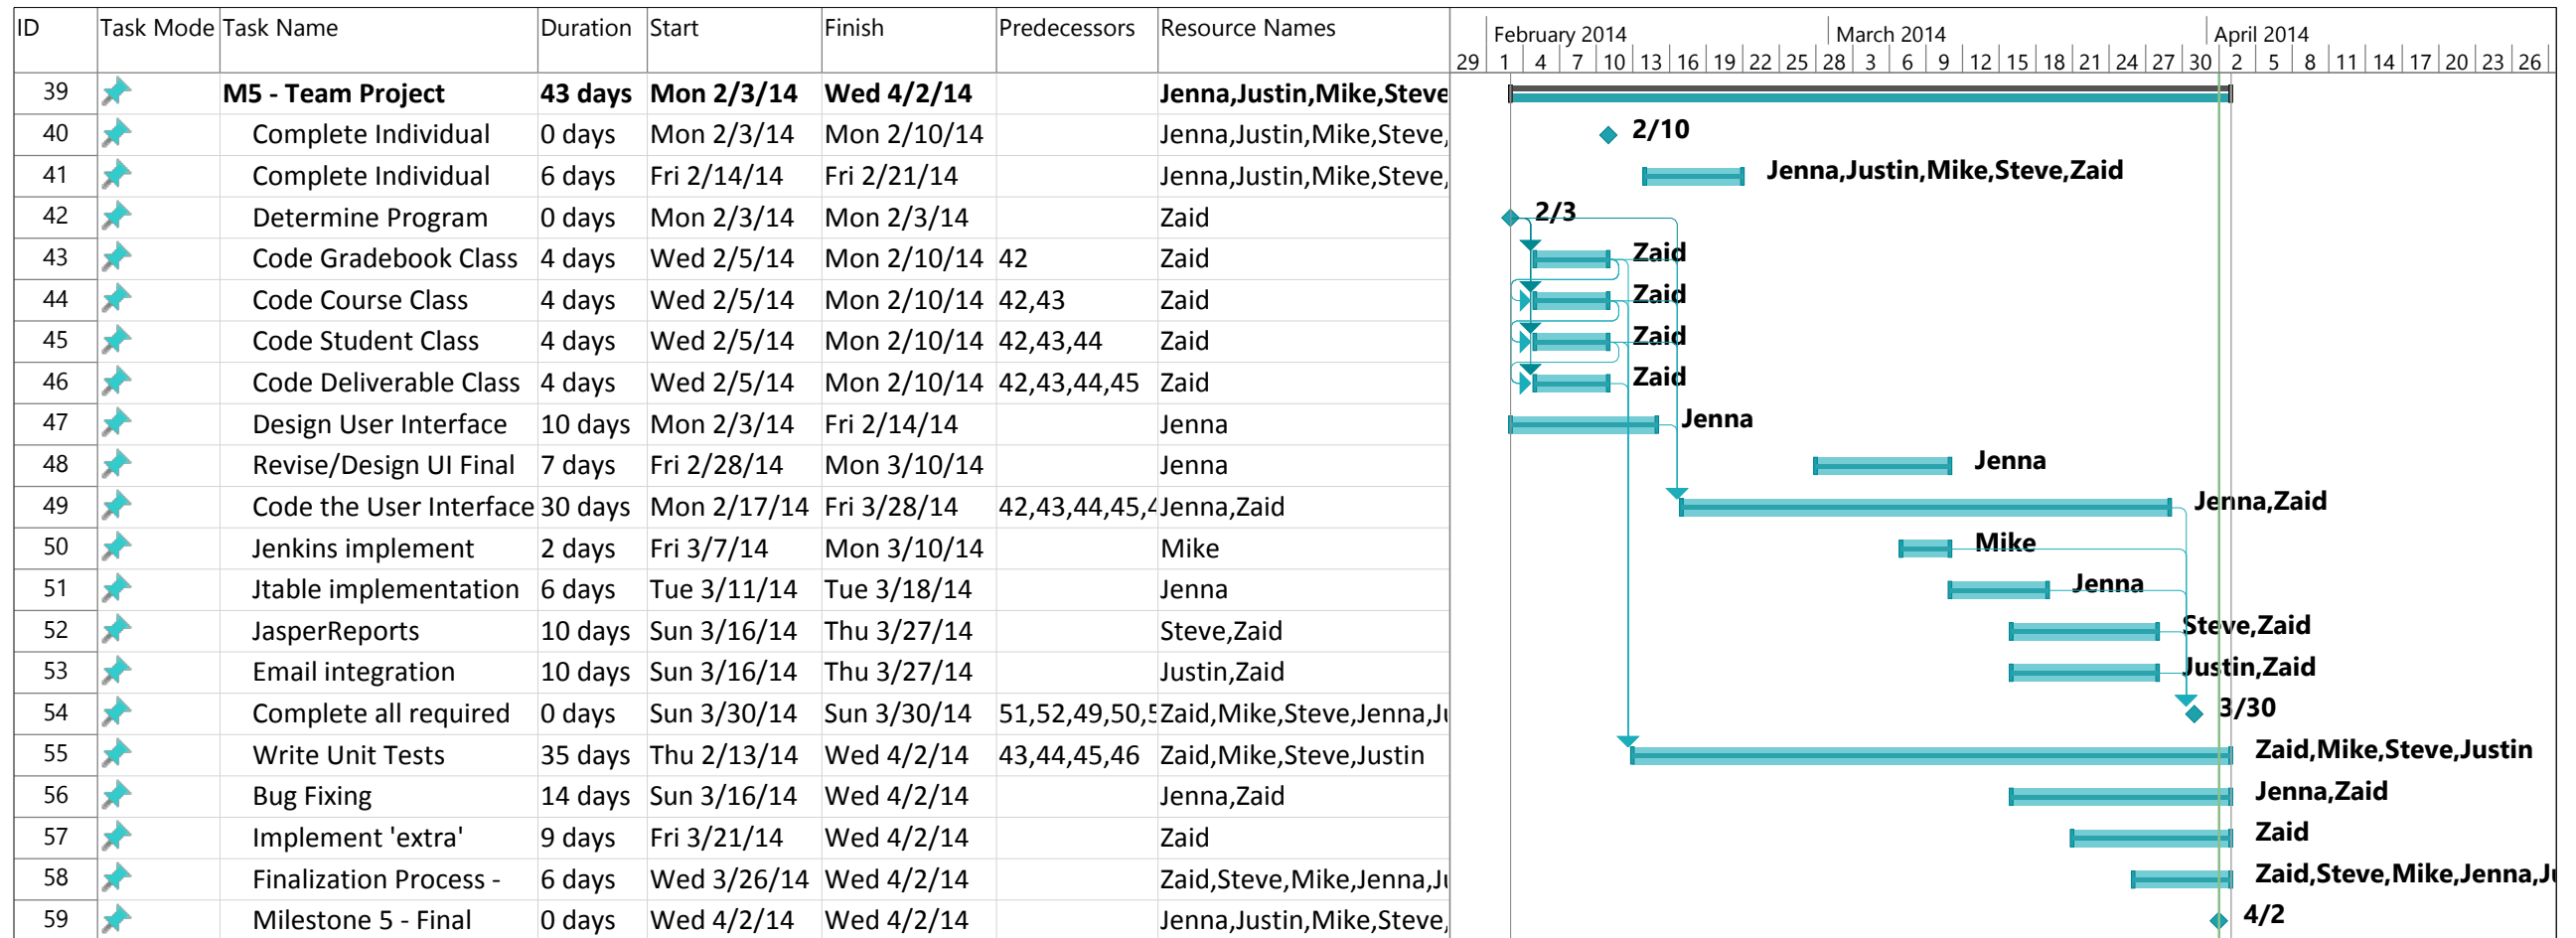 ID Task Mode Task Name Duration Start Finish Predecessors Resource Names
February 2014 March 2014 April 2014
29 1 4 7 10 13 16 19 22 25 28 3 6 9 12 15 18 21 24 27 30 2 5 8 11 14 17 20 23 26
39 M5 - Team Project 43 days Mon 2/3/14 Wed 4/2/14 Jenna,Justin,Mike,Steve
40 Complete Individual 0 days Mon 2/3/14 Mon 2/10/14 Jenna,Justin,Mike,Steve, 2/10
41 Complete Individual 6 days Fri 2/14/14 Fri 2/21/14 Jenna,Justin,Mike,Steve, Jenna,Justin,Mike,Steve,Zaid
42 Determine Program 0 days Mon 2/3/14 Mon 2/3/14 Zaid 2/3
43 Code Gradebook Class 4 days Wed 2/5/14 Mon 2/10/14 42 Zaid Zaid
44 Code Course Class 4 days Wed 2/5/14 Mon 2/10/14 42,43 Zaid Zaid
45 Code Student Class 4 days Wed 2/5/14 Mon 2/10/14 42,43,44 Zaid Zaid
46 Code Deliverable Class 4 days Wed 2/5/14 Mon 2/10/14 42,43,44,45 Zaid Zaid
47 Design User Interface 10 days Mon 2/3/14 Fri 2/14/14 Jenna Jenna
48 Revise/Design UI Final 7 days Fri 2/28/14 Mon 3/10/14 Jenna Jenna
49 Code the User Interface 30 days Mon 2/17/14 Fri 3/28/14 42,43,44,45,4 Jenna,Zaid Jenna,Zaid
50 Jenkins implement 2 days Fri 3/7/14 Mon 3/10/14 Mike Mike
51 Jtable implementation 6 days Tue 3/11/14 Tue 3/18/14 Jenna Jenna
52 JasperReports 10 days Sun 3/16/14 Thu 3/27/14 Steve,Zaid Steve,Zaid
53 Email integration 10 days Sun 3/16/14 Thu 3/27/14 Justin,Zaid Justin,Zaid
54 Complete all required 0 days Sun 3/30/14 Sun 3/30/14 51,52,49,50,5 Zaid,Mike,Steve,Jenna,Ju 3/30
55 Write Unit Tests 35 days Thu 2/13/14 Wed 4/2/14 43,44,45,46 Zaid,Mike,Steve,Justin Zaid,Mike,Steve,Justin
56 Bug Fixing 14 days Sun 3/16/14 Wed 4/2/14 Jenna,Zaid Jenna,Zaid
57 Implement 'extra' 9 days Fri 3/21/14 Wed 4/2/14 Zaid Zaid
58 Finalization Process - 6 days Wed 3/26/14 Wed 4/2/14 Zaid,Steve,Mike,Jenna,Ju Zaid,Steve,Mike,Jenna,Ju
59 Milestone 5 - Final 0 days Wed 4/2/14 Wed 4/2/14 Jenna,Justin,Mike,Steve, 4/2